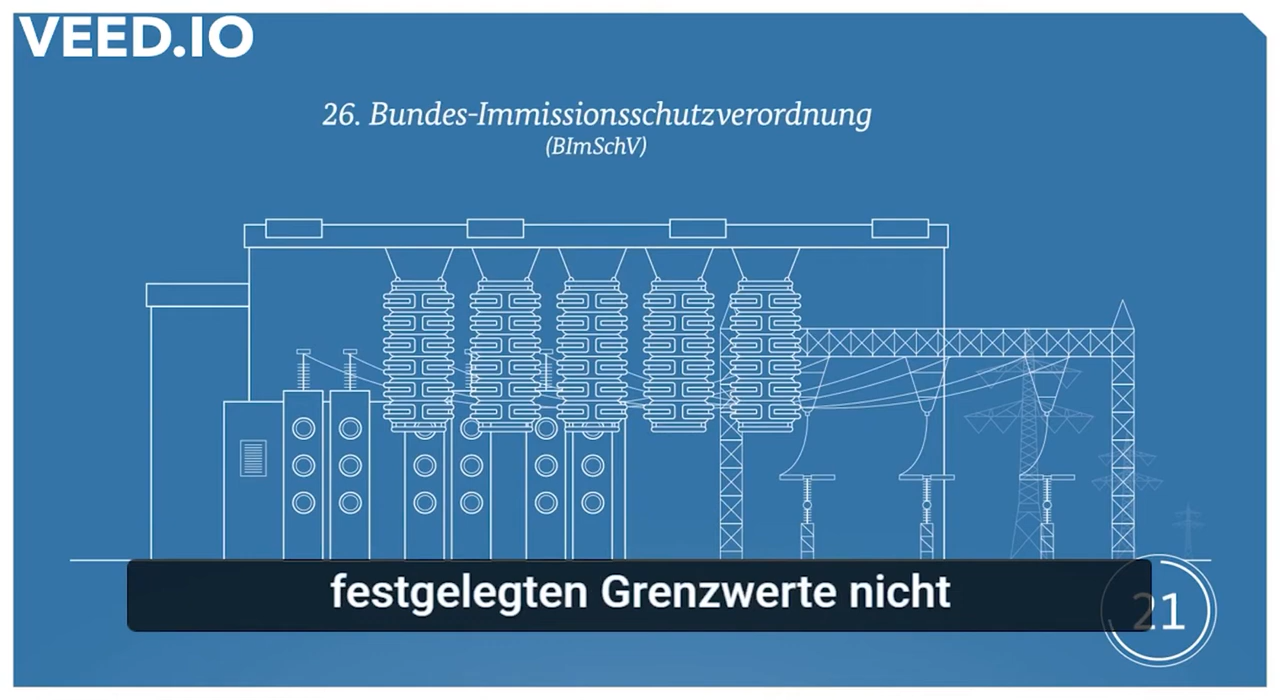 VEED.IO
26. Bundes-Immissionsschutzverordnung
(BImSchV)
festgelegten Grenzwerte nicht
21